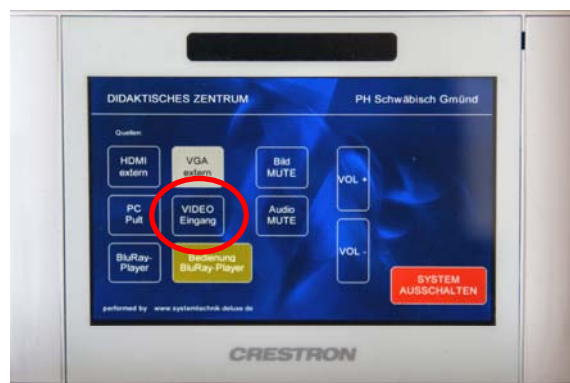 DIDAKTISCHES ZENTRUM PH Schwäbisch Gmünd
Quellen:
HDMI
extern
VGA
extern
Bild
MUTE
VOL +
PC
Pult
VIDEO
Eingang
Audio
MUTE
BluRay-
Player
Bedienung
BluRay-Player
VOL -
SYSTEM
AUSSCHALTEN
performed by www.systemtechnik-deluxe.de
CRESTRON